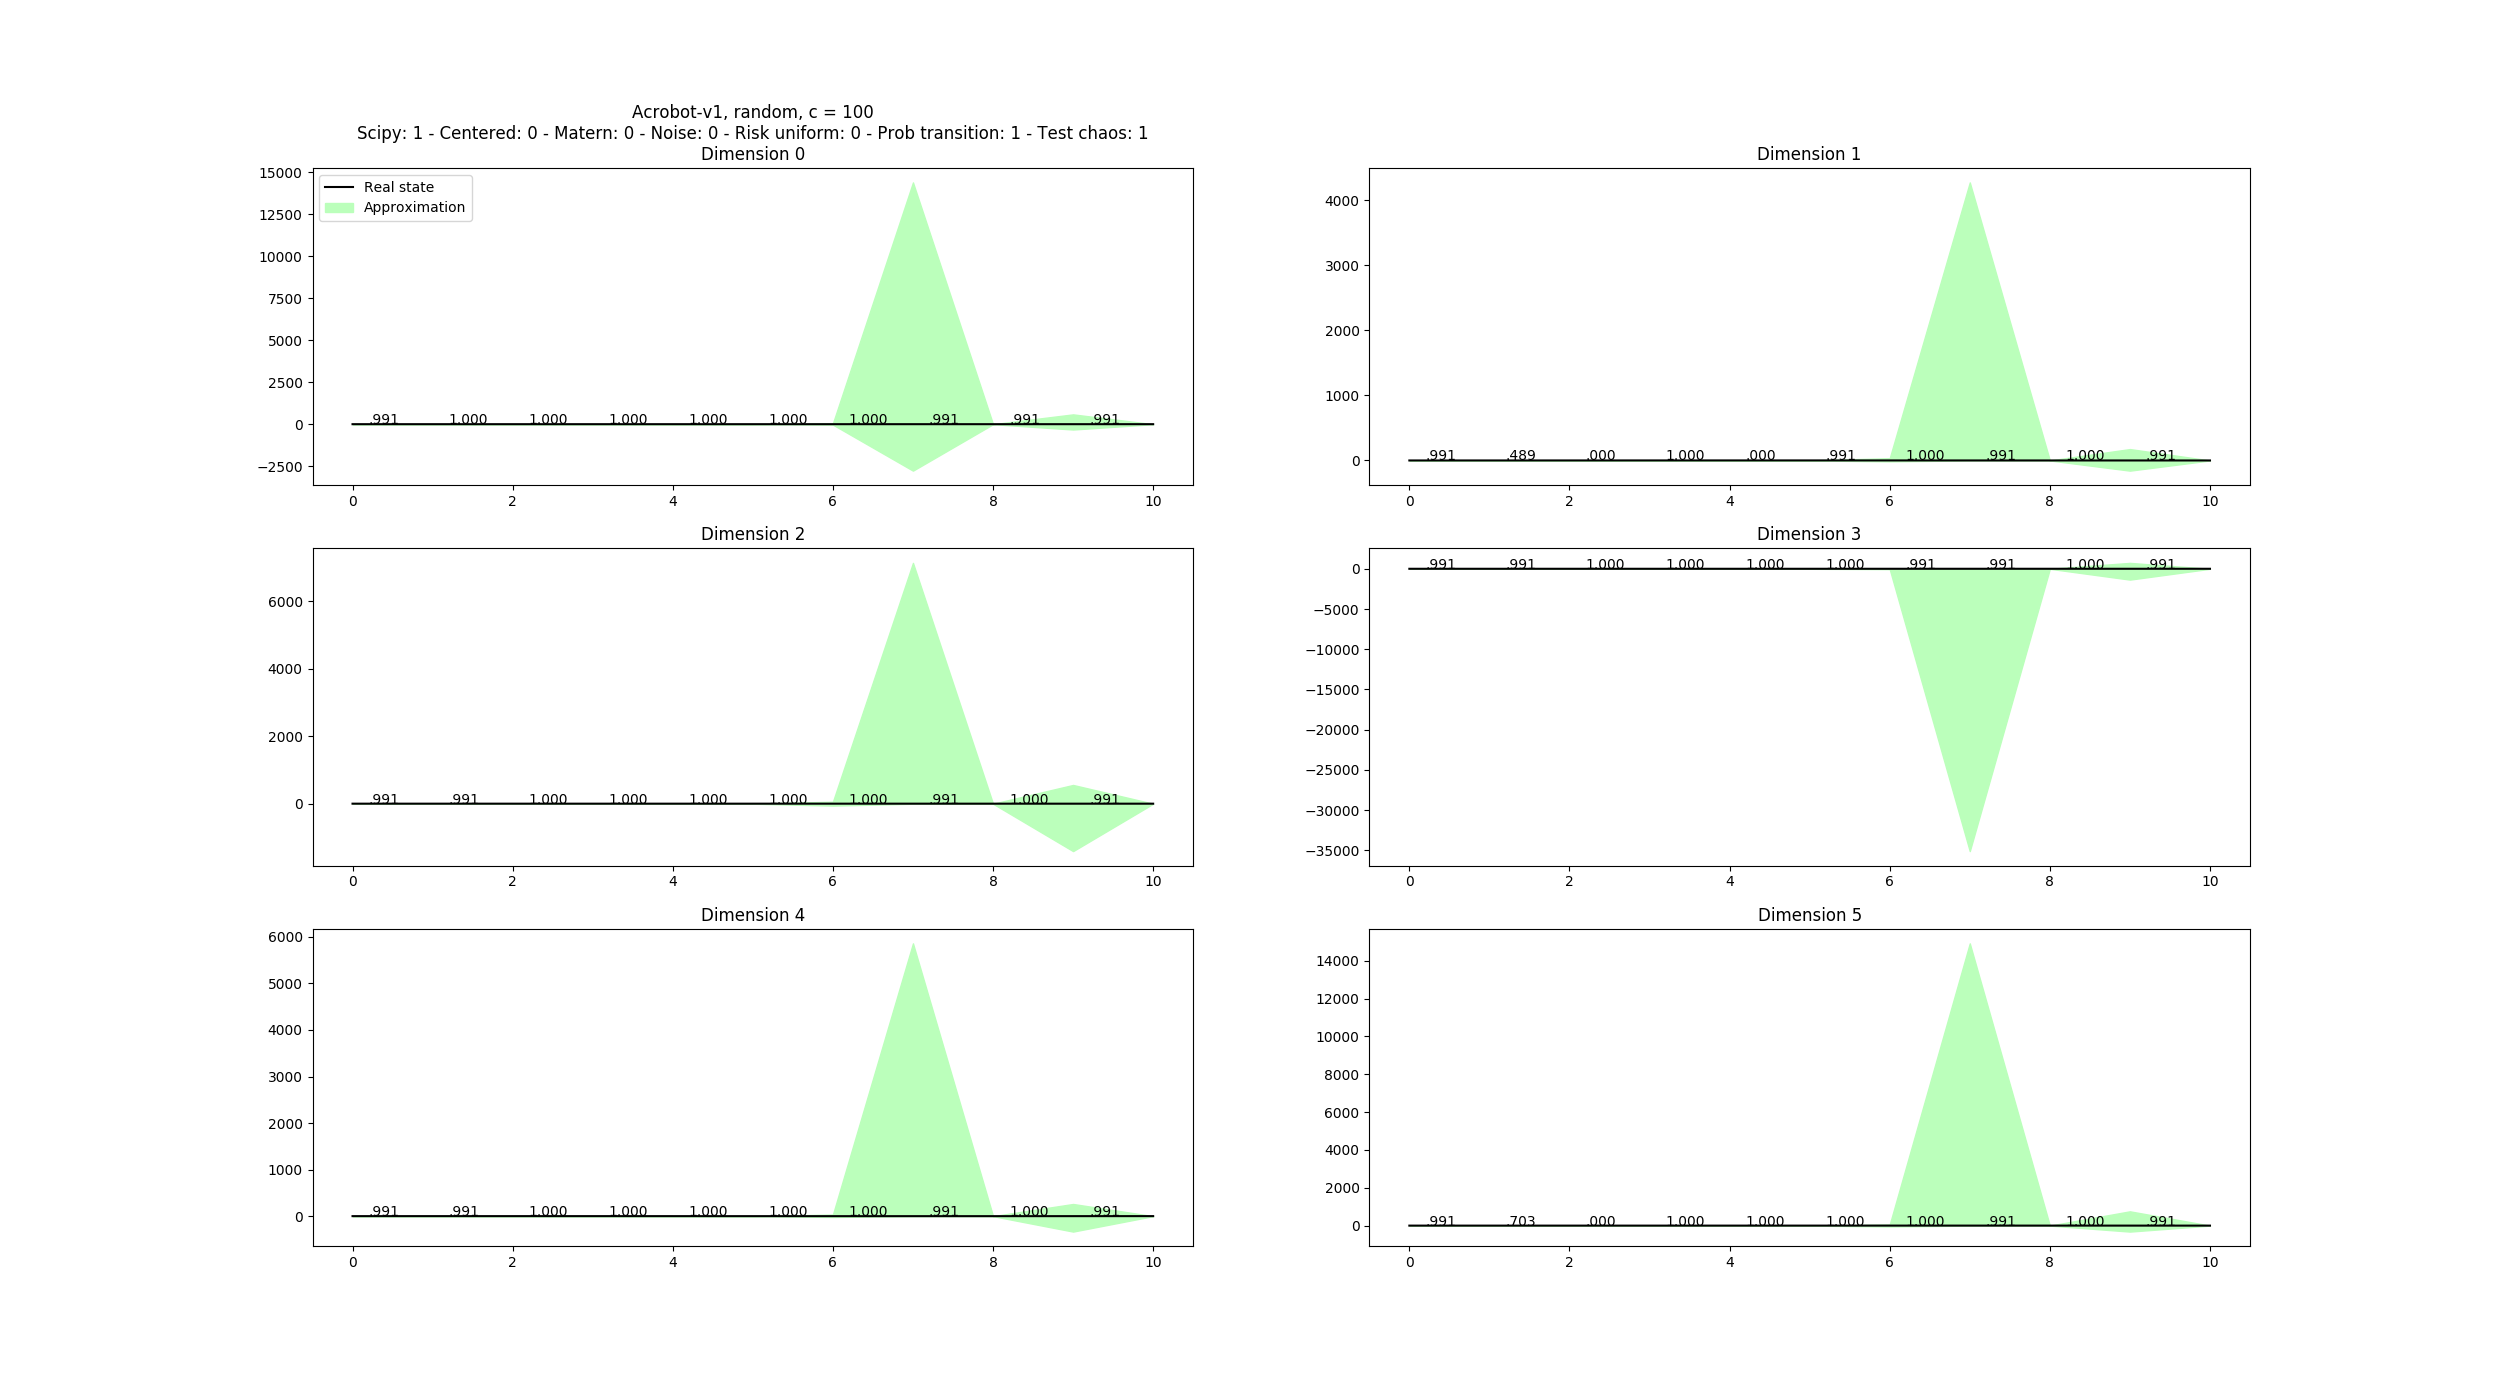 Acrobot-v1, random, c = 100
Scipy: 1 - Centered: 0 - Matern: 0 - Noise: 0 - Risk uniform: 0 - Prob transition: 1 - Test chaos: 1
Dimension 0
Real state
Approximation
15000
12500
10000
7500
5000
2500
0
−2500
.991 1.000 1.000 1.000 1.000 1.000 1.000 .991 .991 .991
0 2 4 6 8 10
Dimension 1
4000
3000
2000
1000
0
.991 .489 .000 1.000 .000 .991 1.000 .991 1.000 .991
0 2 4 6 8 10
Dimension 2
6000
4000
2000
0
.991 .991 1.000 1.000 1.000 1.000 1.000 .991 1.000 .991
0 2 4 6 8 10
Dimension 3
.991 .991 1.000 1.000 1.000 1.000 .991 .991 1.000 .991
0
−5000
−10000
−15000
−20000
−25000
−30000
−35000
0 2 4 6 8 10
Dimension 4
6000
5000
4000
3000
2000
1000
0
.991 .991 1.000 1.000 1.000 1.000 1.000 .991 1.000 .991
0 2 4 6 8 10
Dimension 5
14000
12000
10000
8000
6000
4000
2000
0
.991 .703 .000 1.000 1.000 1.000 1.000 .991 1.000 .991
0 2 4 6 8 10